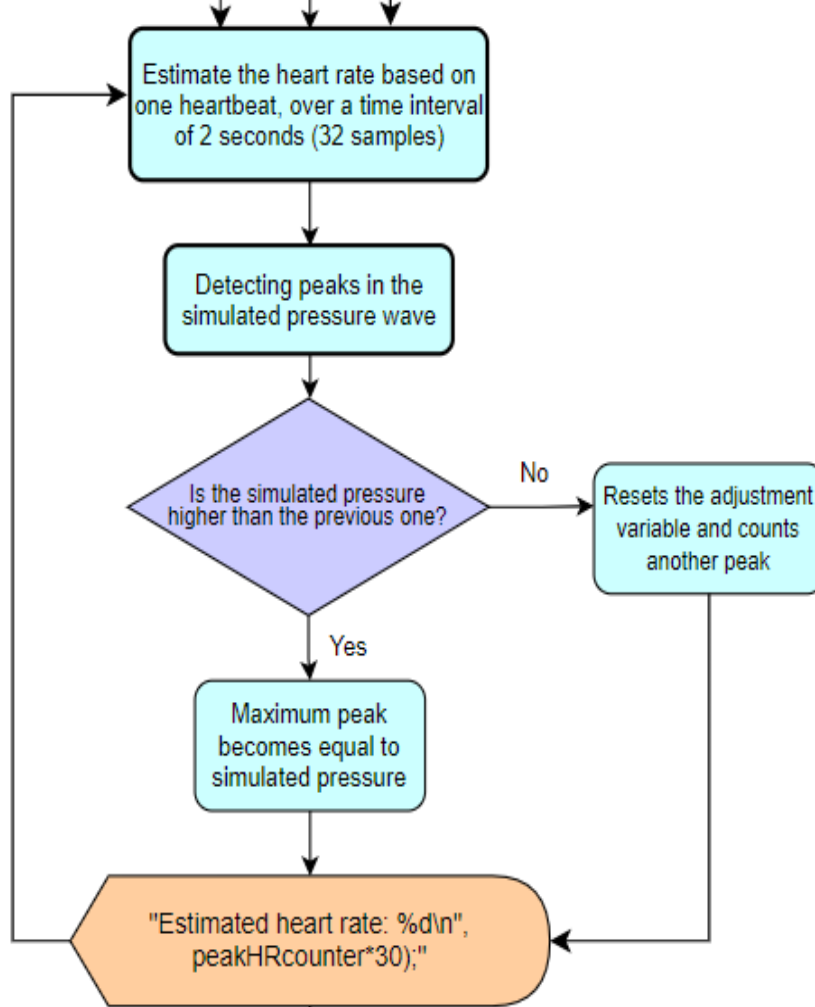 Estimate the heart rate based on
one heartbeat, over a time interval
of 2 seconds (32 samples)
Detecting peaks in the
simulated pressure wave
Is the simulated pressure
higher than the previous one?
No
Resets the adjustment
variable and counts
another peak
Yes
Maximum peak
becomes equal to
simulated pressure
"Estimated heart rate: %d\n",
peakHRcounter*30);"